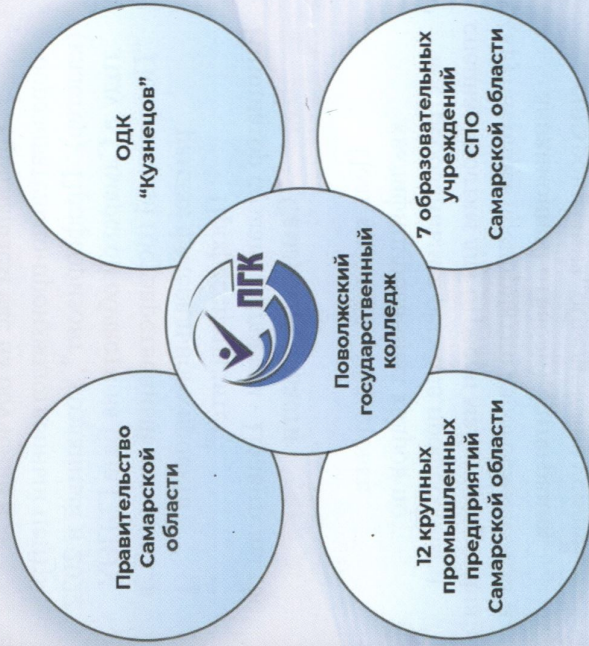 Правительство
Самарской
области
ОДК
“Кузнецов”
ПГК
Поволжский
государственный
колледж
12 крупных
промышленных
предприятий
Самарской области
7 образовательных
учреждений
СПО
Самарской области